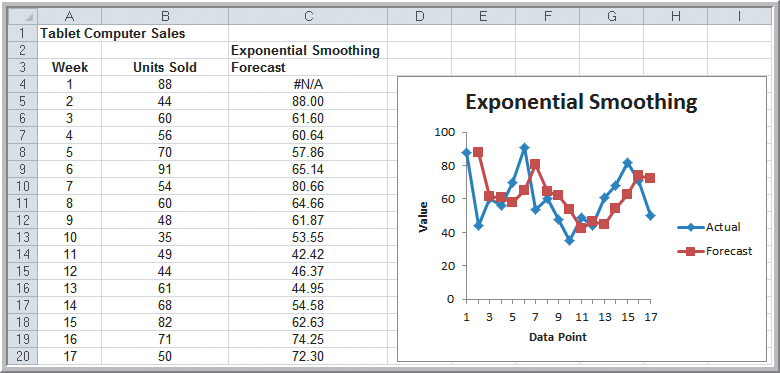 A B C D E F G H I
1 Tablet Computer Sales
2 Exponential Smoothing
3 Week Units Sold Forecast
4 1 88 #N/A
5 2 44 88.00
6 3 60 61.60
7 4 56 60.64
8 5 70 57.86
9 6 91 65.14
10 7 54 80.66
11 8 60 64.66
12 9 48 61.87
13 10 35 53.55
14 11 49 42.42
15 12 44 46.37
16 13 61 44.95
17 14 68 54.58
18 15 82 62.63
19 16 71 74.25
20 17 50 72.30
Exponential Smoothing
100
80
60
40
20
0
Value
1 3 5 7 9 11 13 15 17
Data Point
Actual
Forecast